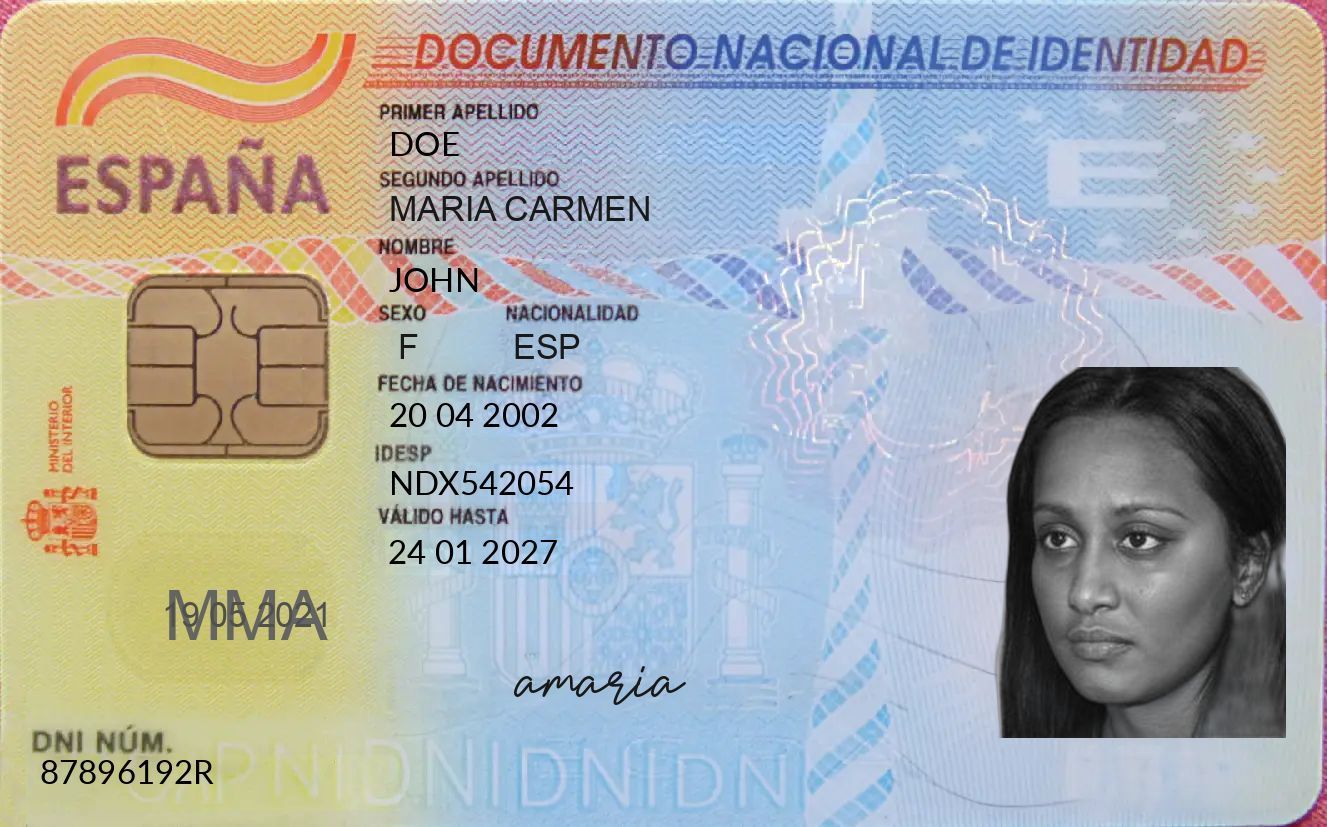 DOCUMENTO NACIONAL DE IDENTIDAD
ESPAÑA
PRIMER APELLIDO
DOE
SEGUNDO APELLIDO
MARIA CARMEN
NOMBRE
JOHN
SEXO NACIONALIDAD
F ESP
FECHA DE NACIMIENTO
20 04 2002
IDESP
NDX542054
VÁLIDO HASTA
24 01 2027
MINISTERIO
DEL INTERIOR
E
19 05 2021
MMA
amaria
DNI NÚM.
87896192R